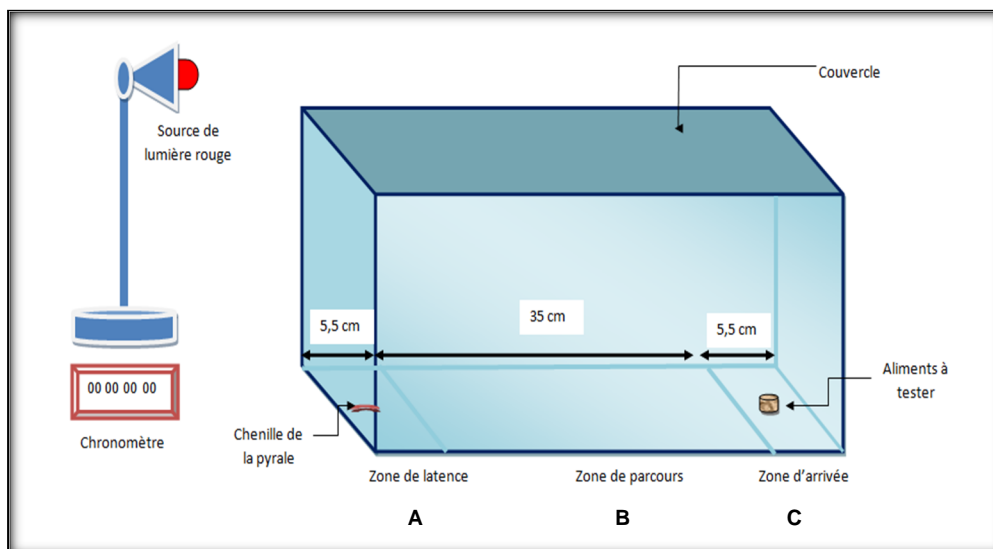 Couvercle
Source de
lumière rouge
5,5 cm
35 cm
5,5 cm
Aliments à
tester
00 00 00 00
Chronomètre
Chenille de
la pyrale
Zone de latence
Zone de parcours
Zone d'arrivée
A
B
C